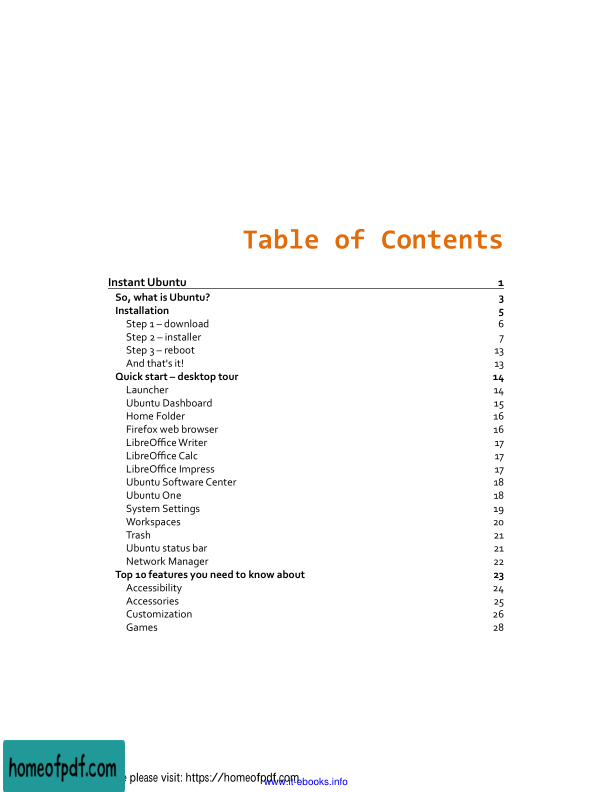 Table of Contents
Instant Ubuntu 1
So, what is Ubuntu? 3
Installation 5
Step 1 – download 6
Step 2 – installer 7
Step 3 – reboot 13
And that's it! 13
Quick start – desktop tour 14
Launcher 14
Ubuntu Dashboard 15
Home Folder 16
Firefox web browser 16
LibreOffice Writer 17
LibreOffice Calc 17
LibreOffice Impress 17
Ubuntu Software Center 18
Ubuntu One 18
System Settings 19
Workspaces 20
Trash 21
Ubuntu status bar 21
Network Manager 22
Top 10 features you need to know about 23
Accessibility 24
Accessories 25
Customization 26
Games 28
homeofpdf.com
please visit: https://homeofpdf.com
www.it-ebooks.info